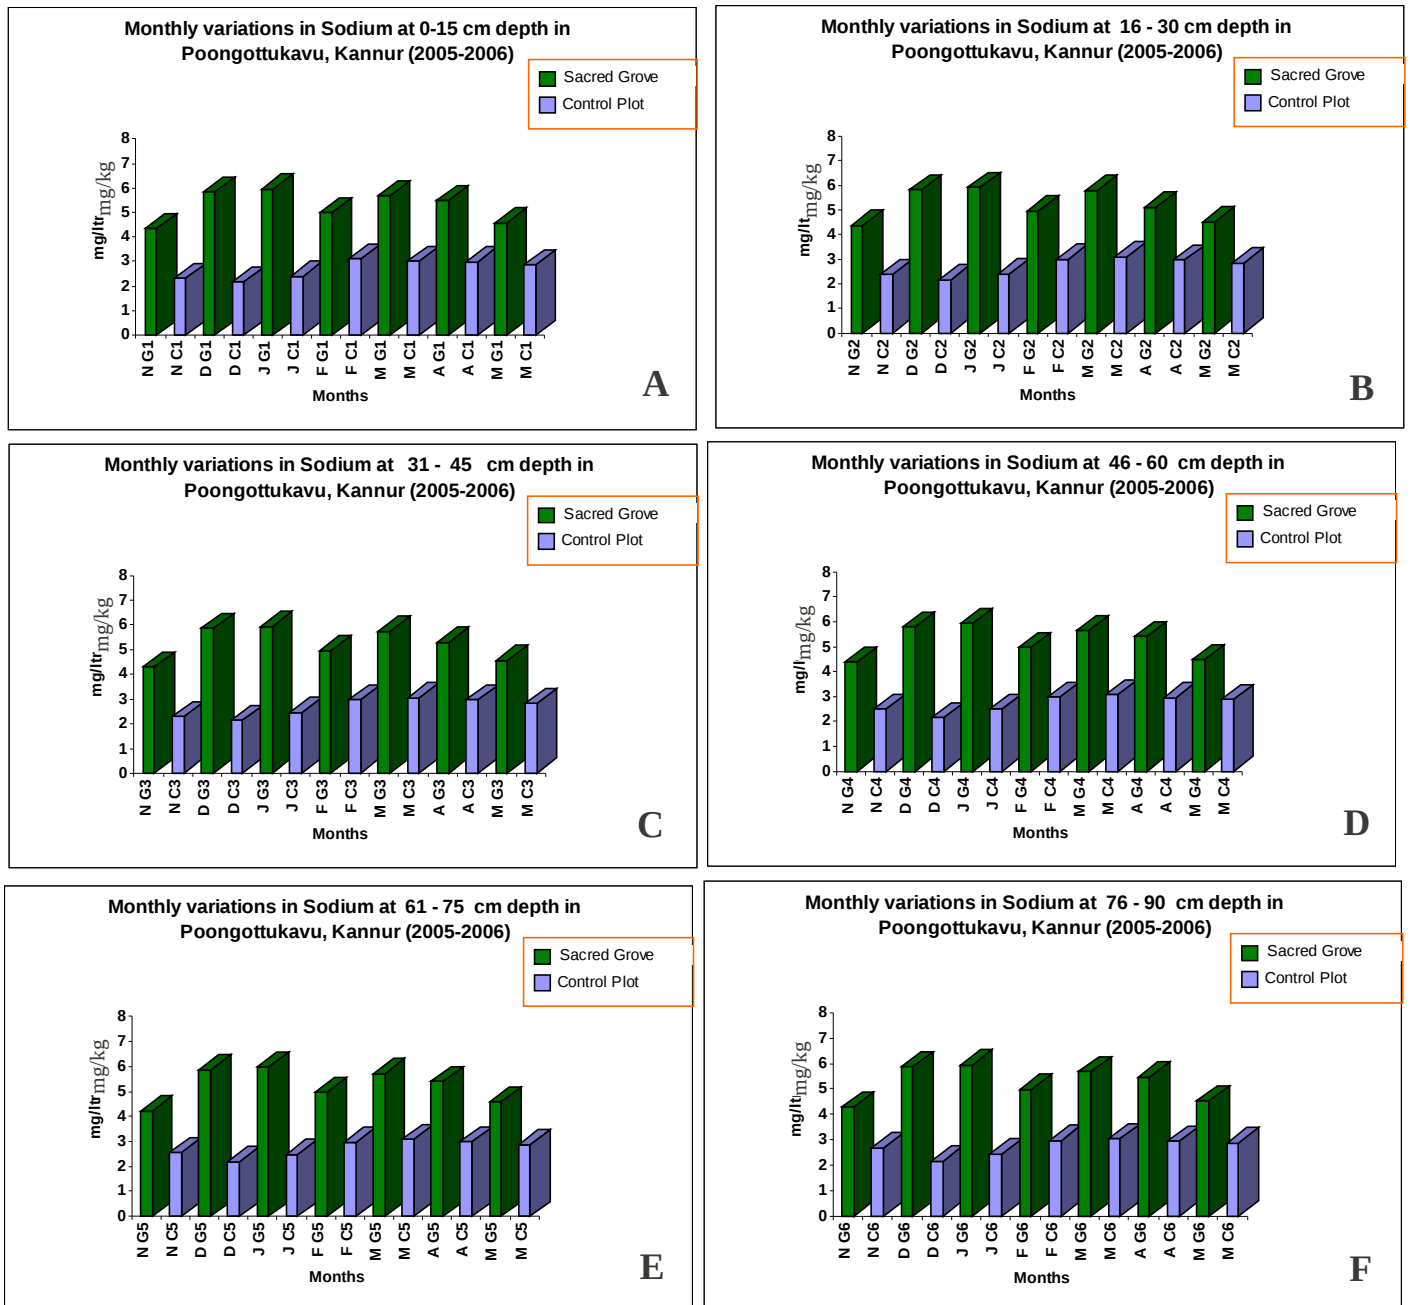 Monthly variations in Sodium at 0-15 cm depth in
Poongottukavu, Kannur (2005-2006)
Sacred Grove
Control Plot
8
7
6
5
4
3
2
1
0
mg/ltr mg/kg
N G1
N C1
D G1
D C1
J G1
J C1
F G1
F C1
M G1
M C1
A G1
A C1
M G1
M C1
Months
A
Monthly variations in Sodium at 16 - 30 cm depth in
Poongottukavu, Kannur (2005-2006)
Sacred Grove
Control Plot
8
7
6
5
4
3
2
1
0
mg/lt mg/kg
N G2
N C2
D G2
D C2
J G2
J C2
F G2
F C2
M G2
M C2
A G2
A C2
M G2
M C2
Months
B
Monthly variations in Sodium at 31 - 45 cm depth in
Poongottukavu, Kannur (2005-2006)
Sacred Grove
Control Plot
8
7
6
5
4
3
2
1
0
mg/ltr mg/kg
N G3
N C3
D G3
D C3
J G3
J C3
F G3
F C3
M G3
M C3
A G3
A C3
M G3
M C3
Months
C
Monthly variations in Sodium at 46 - 60 cm depth in
Poongottukavu, Kannur (2005-2006)
Sacred Grove
Control Plot
8
7
6
5
4
3
2
1
0
mg/l mg/kg
N G4
N C4
D G4
D C4
J G4
J C4
F G4
F C4
M G4
M C4
A G4
A C4
M G4
M C4
Months
D
Monthly variations in Sodium at 61 - 75 cm depth in
Poongottukavu, Kannur (2005-2006)
Sacred Grove
Control Plot
8
7
6
5
4
3
2
1
0
mg/ltr mg/kg
N G5
N C5
D G5
D C5
J G5
J C5
F G5
F C5
M G5
M C5
A G5
A C5
M G5
M C5
Months
E
Monthly variations in Sodium at 76 - 90 cm depth in
Poongottukavu, Kannur (2005-2006)
Sacred Grove
Control Plot
8
7
6
5
4
3
2
1
0
mg/lt mg/kg
N G6
N C6
D G6
D C6
J G6
J C6
F G6
F C6
M G6
M C6
A G6
A C6
M G6
M C6
Months
F